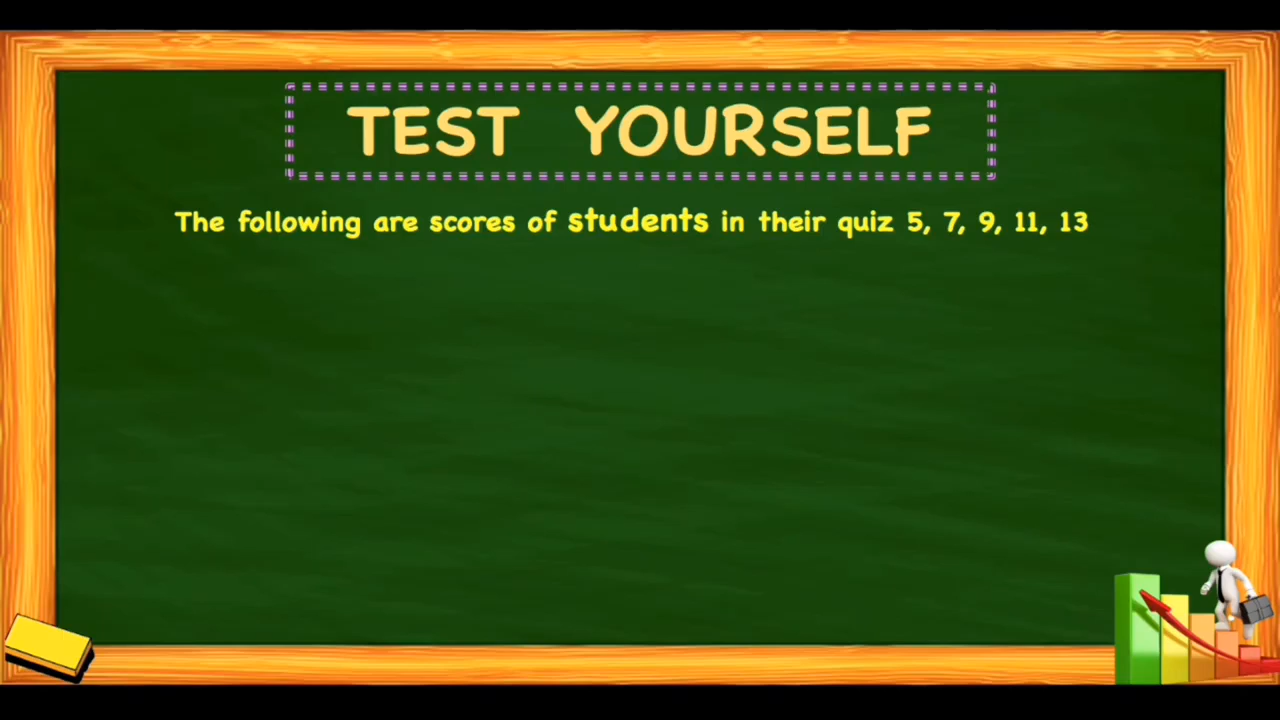 TEST YOURSELF
The following are scores of students in their quiz 5, 7, 9, 11, 13